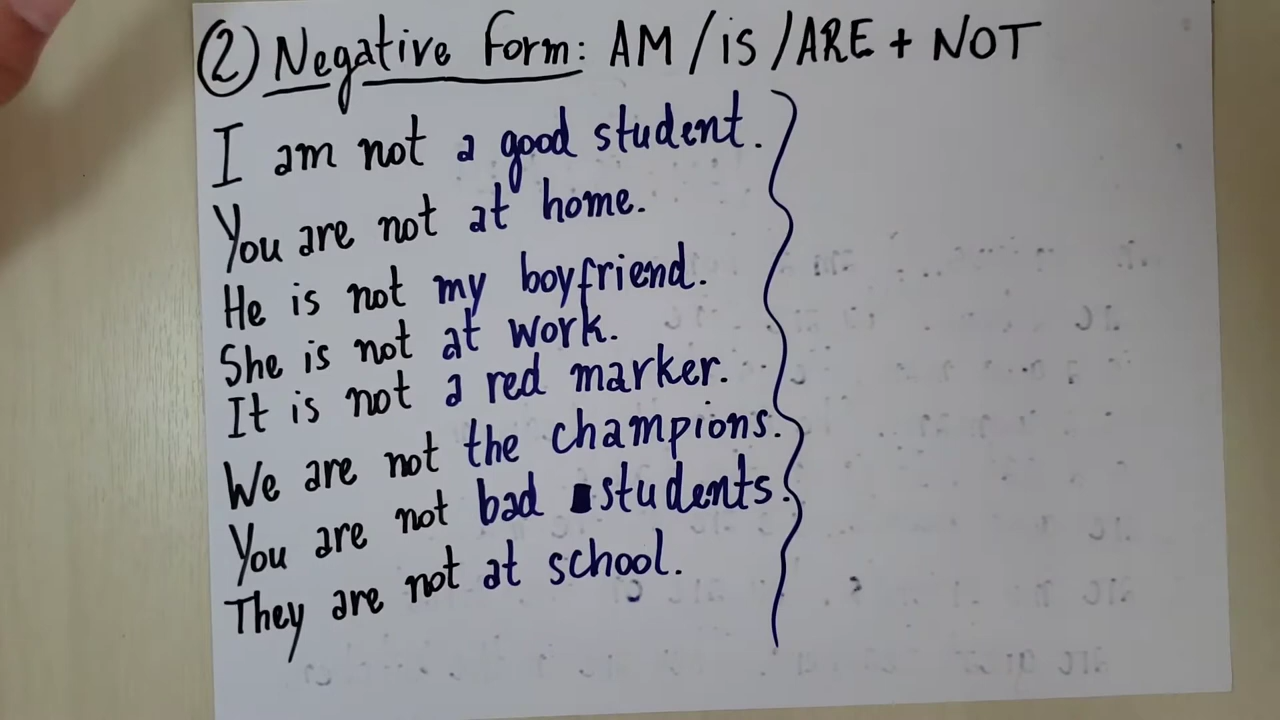 (2) Negative form: AM / is / ARE + NOT
I am not a good student.
You are not at home.
He is not my boyfriend.
She is not at work.
It is not a red marker.
We are not the champions.
You are not bad students.
They are not at school.